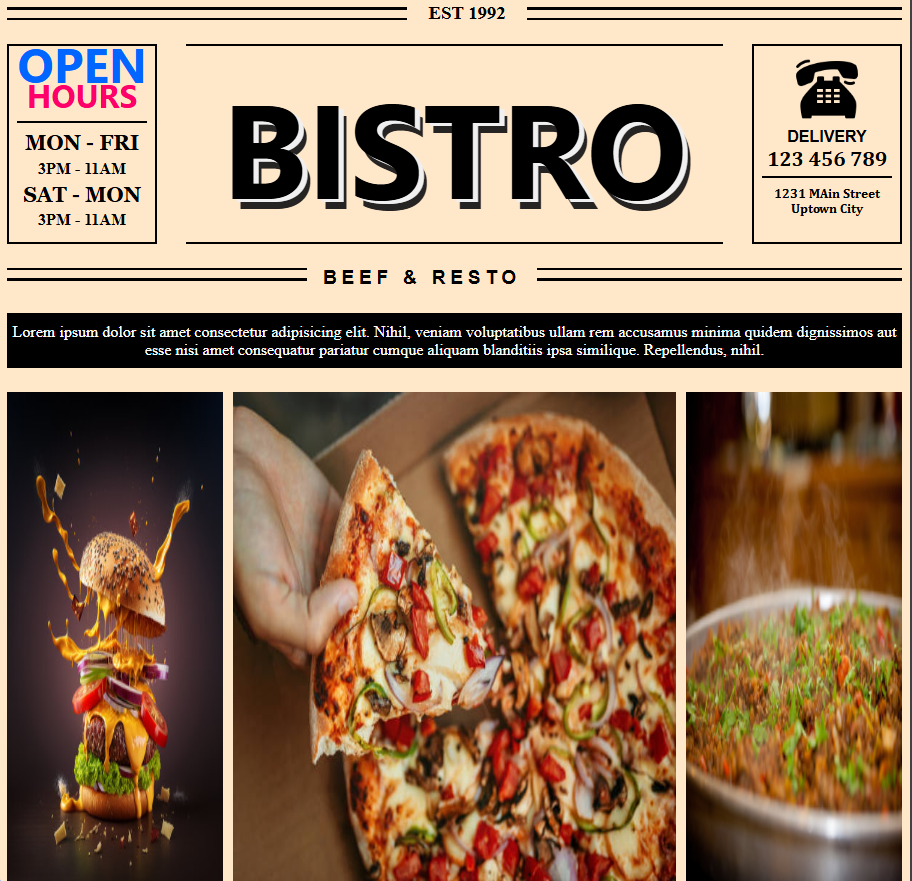 EST 1992
OPEN
HOURS
MON - FRI
3PM - 11AM
SAT - MON
3PM - 11AM
BISTRO
DELIVERY
123 456 789
1231 MAin Street
Uptown City
BEEF & RESTO
Lorem ipsum dolor sit amet consectetur adipisicing elit. Nihil, veniam voluptatibus ullam rem accusamus minima quidem dignissimos aut
esse nisi amet consequatur pariatur cumque aliquam blanditiis ipsa similique. Repellendus, nihil.